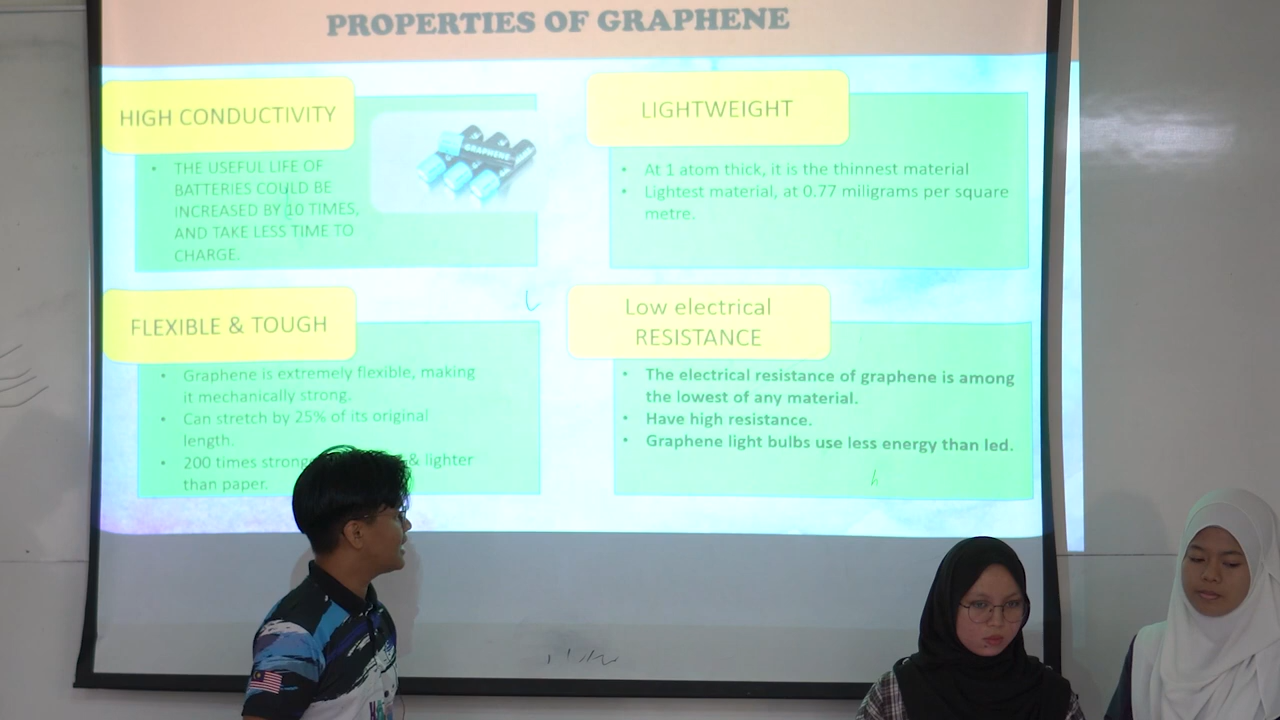 PROPERTIES OF GRAPHENE
HIGH CONDUCTIVITY
THE USEFUL LIFE OF
BATTERIES COULD BE
INCREASED BY 10 TIMES,
AND TAKE LESS TIME TO
CHARGE.
GRAPHENE
LIGHTWEIGHT
At 1 atom thick, it is the thinnest material
Lightest material, at 0.77 miligrams per square
metre.
FLEXIBLE & TOUGH
Graphene is extremely flexible, making
it mechanically strong.
Can stretch by 25% of its original
length.
200 times & lighter
than paper.
Low electrical
RESISTANCE
The electrical resistance of graphene is among
the lowest of any material.
Have high resistance.
Graphene light bulbs use less energy than led.